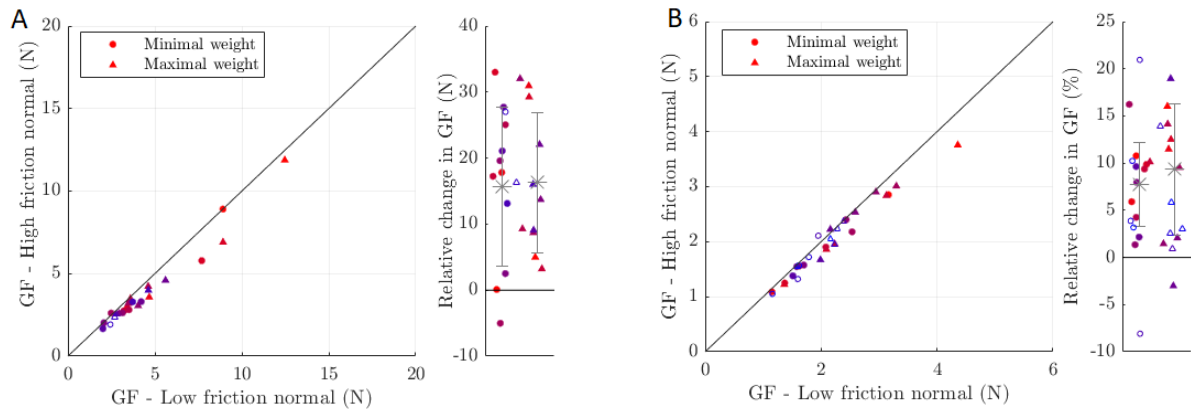 A
GF - High friction normal (N)
20
15
10
5
0
Minimal weight
Maximal weight
0 5 10 15 20
GF - Low friction normal (N)
Relative change in GF (N)
40
30
20
10
0
-10
B
GF - High friction normal (N)
6
5
4
3
2
1
0
Minimal weight
Maximal weight
0 2 4 6
GF - Low friction normal (N)
Relative change in GF (%)
25
20
15
10
5
0
-5
-10